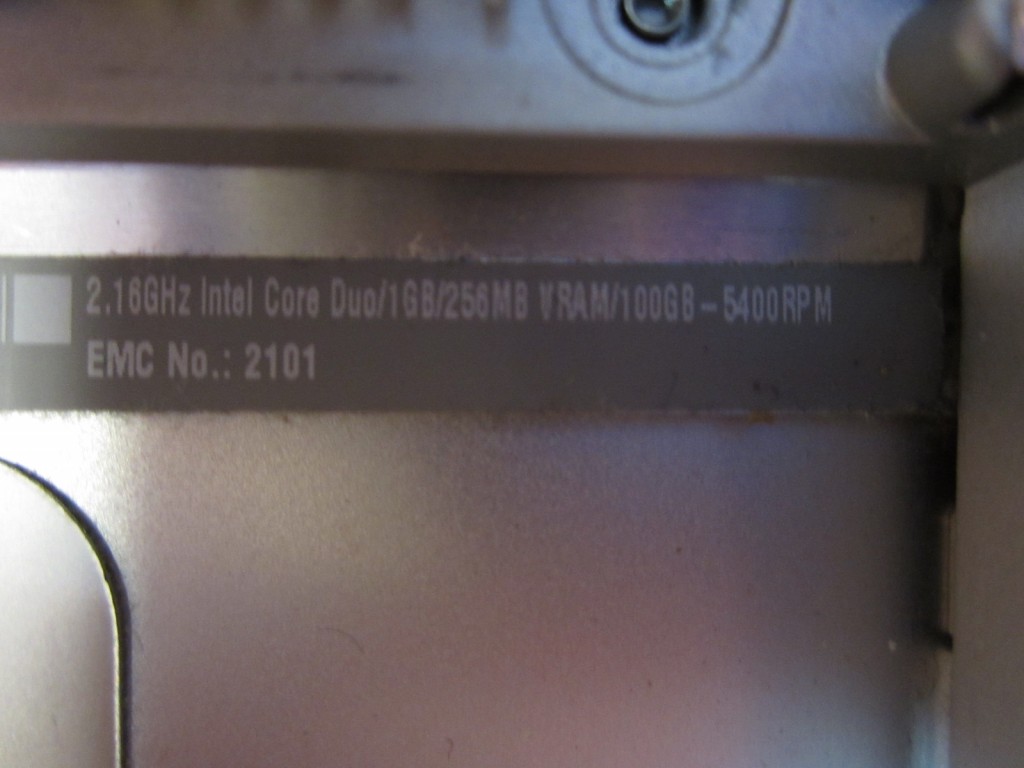 2.16GHz Intel Core Duo/1GB/256MB VRAM/100GB-5400RPM
EMC No.: 2101